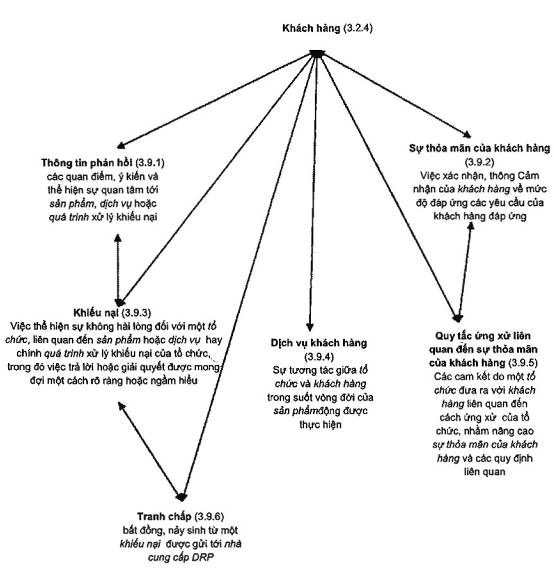 Khách hàng (3.2.4)
Thông tin phản hồi (3.9.1)
các quan điểm, ý kiến và
thể hiện sự quan tâm tới
sản phẩm, dịch vụ hoặc
quá trình xử lý khiếu nại
Sự thỏa mãn của khách hàng
(3.9.2)
Việc xác nhận, thông Cảm
nhận của khách hàng về mức
độ đáp ứng các yêu cầu của
khách hàng đáp ứng
Khiếu nại (3.9.3)
Việc thể hiện sự không hài lòng đối với một tổ
chức, liên quan đến sản phẩm hoặc dịch vụ hay
chính quá trình xử lý khiếu nại của tổ chức,
trong đó việc trả lời hoặc giải quyết được mong
đợi một cách rõ ràng hoặc ngầm hiểu
Dịch vụ khách hàng
(3.9.4)
Sự tương tác giữa tổ
chức và khách hàng
trong suốt vòng đời của
sản phẩmđộng được
thực hiện
Quy tắc ứng xử liên
quan đến sự thỏa mãn
của khách hàng (3.9.5)
Các cam kết do một tổ
chức đưa ra với khách
hàng liên quan đến
cách ứng xử của tổ
chức, nhằm nâng cao
sự thỏa mãn của khách
hàng và các quy định
liên quan
Tranh chấp (3.9.6)
bất đồng, nảy sinh từ một
khiếu nại được gửi tới nhà
cung cấp DRP